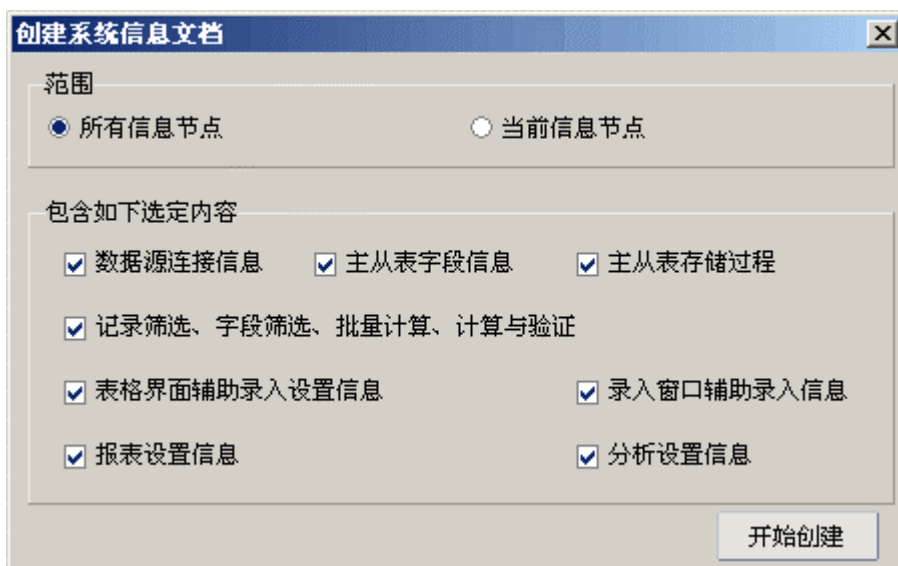 创建系统信息文档
范围
所有信息节点 当前信息节点
包含如下选定内容
数据源连接信息 主从表字段信息 主从表存储过程
记录筛选、字段筛选、批量计算、计算与验证
表格界面辅助录入设置信息 录入窗口辅助录入信息
报表设置信息 分析设置信息
开始创建